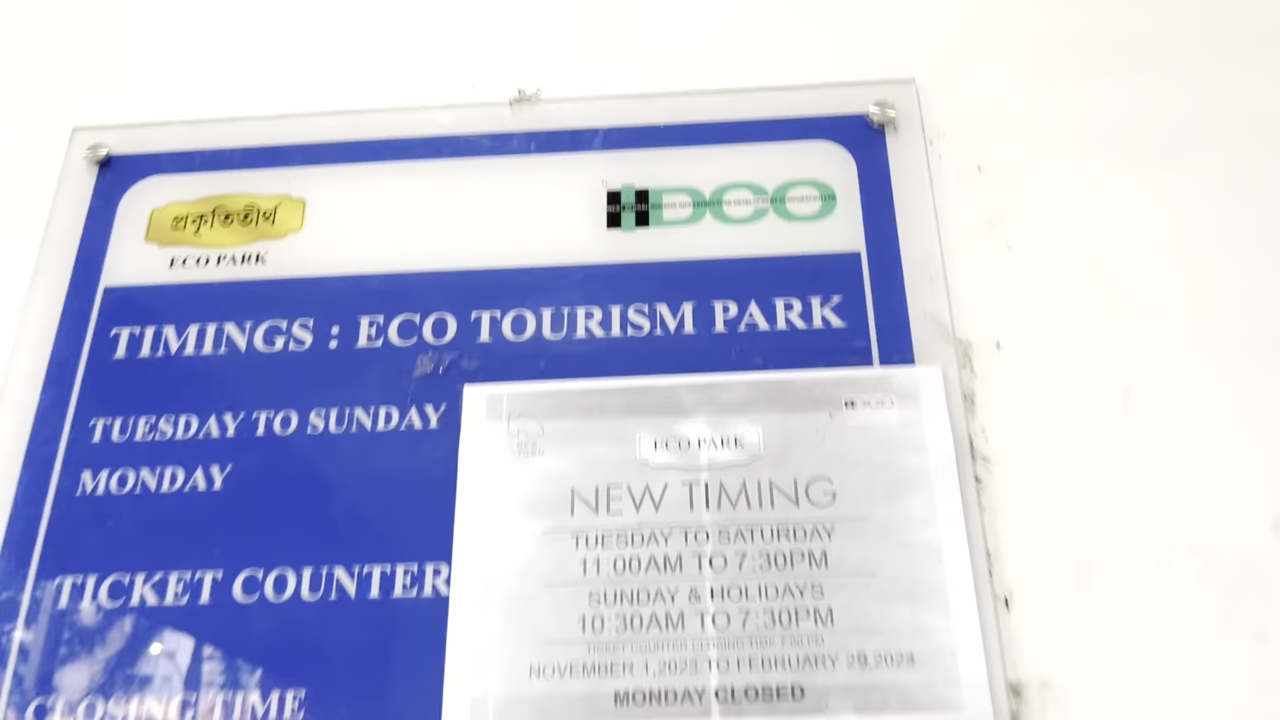 প্রকৃতিতীর্থ
ECO PARK
HIDCO
TIMINGS : ECO TOURISM PARK
TUESDAY TO SUNDAY
MONDAY
TICKET COUNTER
CLOSING TIME
ECO PARK
NEW TIMING
TUESDAY TO SATURDAY
11:00AM TO 7:30PM
SUNDAY & HOLIDAYS
10:30AM TO 7:30PM
TICKET COUNTER CLOSING TIME 7:00 PM
NOVEMBER 1,2023 TO FEBRUARY 29,2024
MONDAY CLOSED